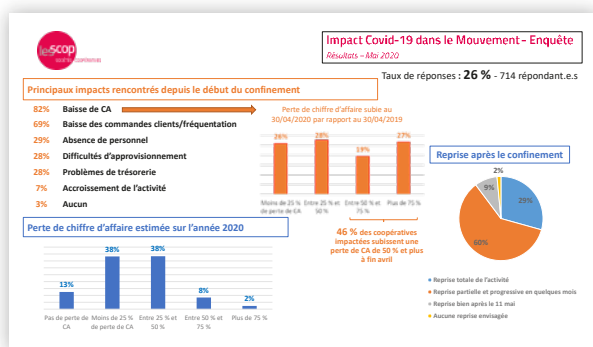 les scop
Impact Covid-19 dans le Mouvement - Enquête
Résultats – Mai 2020
Taux de réponses : 26 % - 714 répondant.e.s
Principaux impacts rencontrés depuis le début du confinement
82% Baisse de CA
69% Baisse des commandes clients/fréquentation
29% Absence de personnel
28% Difficultés d'approvisionnement
28% Problèmes de trésorerie
7% Accroissement de l'activité
3% Aucun
Perte de chiffre d'affaire subie au
30/04/2020 par rapport au 30/04/2019
26% 28% 19% 27%
Moins de 25 % Entre 25 % et Entre 50 % et Plus de 75 %
de perte de CA 50 % 75 %
46 % des coopératives
impactées subissent une
perte de CA de 50 % et plus
à fin avril
Reprise après le confinement
2%
9%
29%
60%
Reprise totale de l'activité
Reprise partielle et progressive en quelques mois
Reprise bien après le 11 mai
Aucune reprise envisagée
Perte de chiffre d'affaire estimée sur l'année 2020
13% 38% 38% 8% 2%
Pas de perte de Moins de 25 % Entre 25 % et Entre 50 % et Plus de 75 %
CA de perte de CA 50 % 75 %